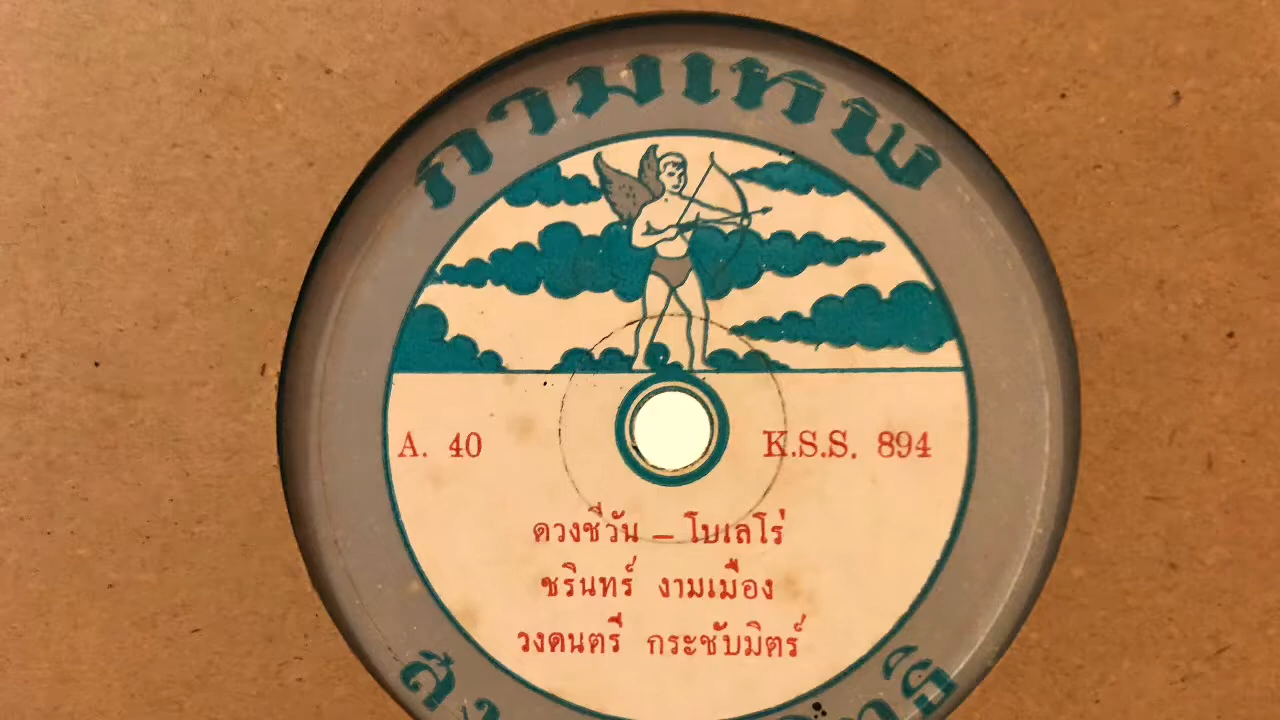 กามเทพ
A. 40
K.S.S. 894
ดวงชีวัน – โบเลโร่
ชรินทร์ งามเมือง
วงดนตรี กระชับมิตร์